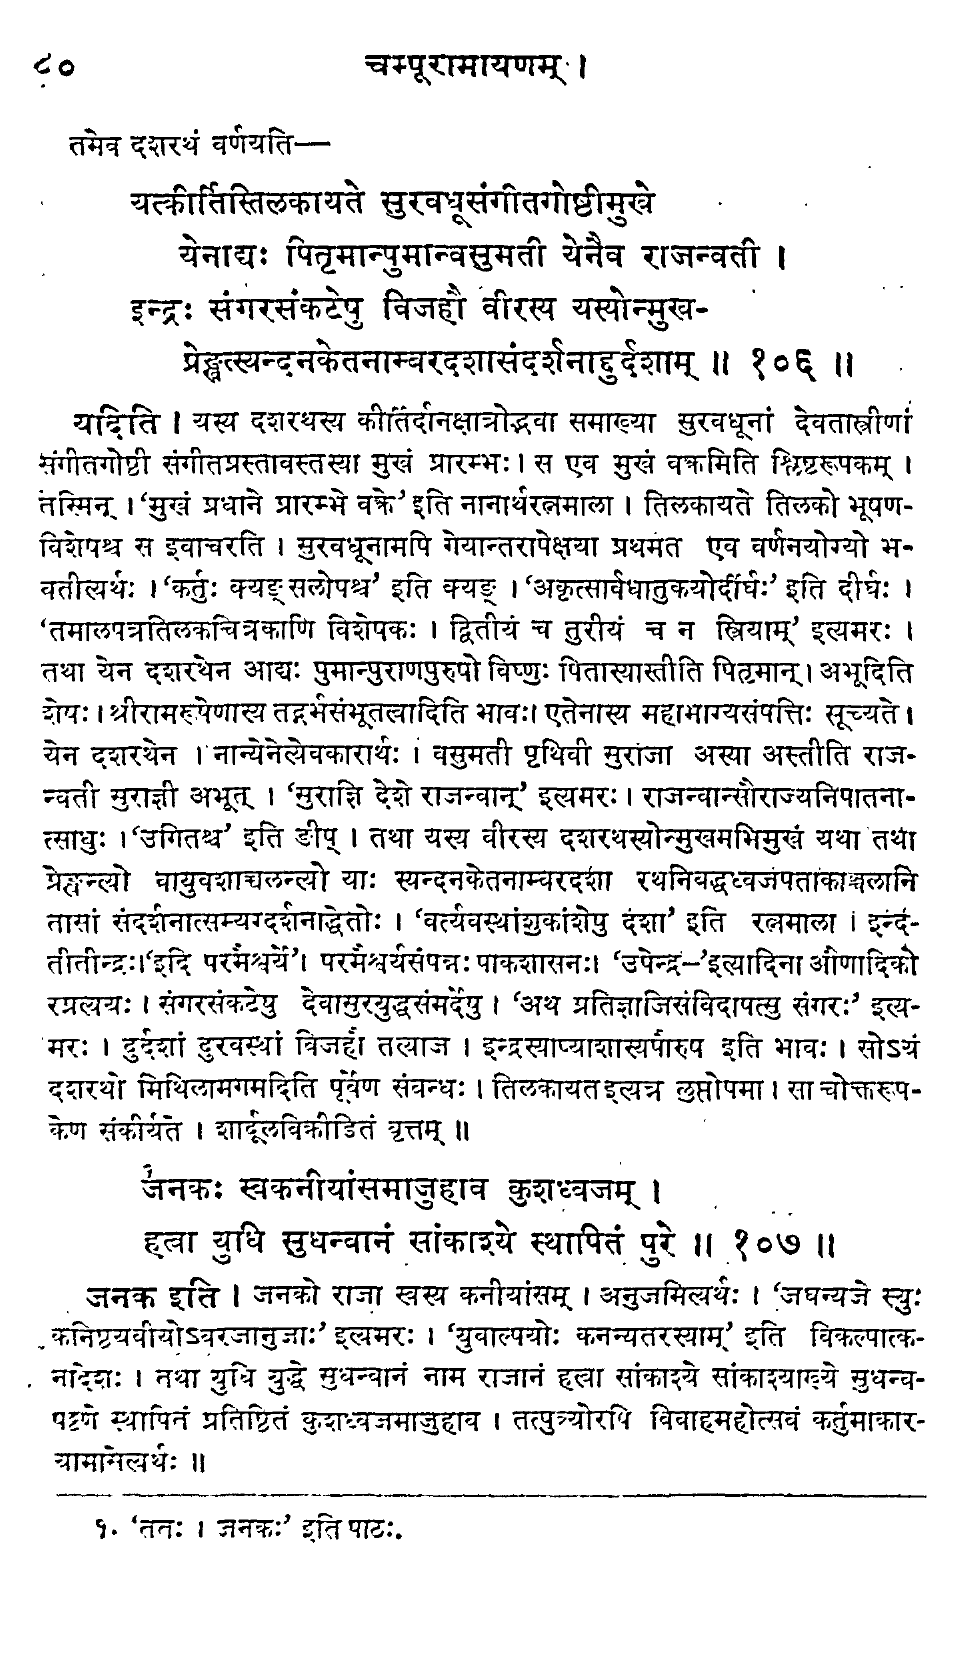 ८०
चम्पूरामायणम् ।
तमेव दशरथं वर्णयति—
यत्कीर्तिस्तिलकायते सुरवधूसंगीतगोष्ठीमुखे
येनाद्यः पितृमान्पुमान्वसुमती येनैव राजन्वती ।
इन्द्रः संगरसंकटेषु विजहौ वीरस्य यस्योन्मुख-
प्रेङ्खत्स्यन्दनकेतनाम्बरदशासंदर्शनाद्दुर्दशाम् ॥ १०६ ॥
यदिति । यस्य दशरथस्य कीर्तिर्दानक्षात्रोद्भवा समाख्या सुरवधूनां देवतास्त्रीणां
संगीतगोष्ठी संगीतप्रस्तावस्तस्या मुखं प्रारम्भः । स एव मुखं वक्रमिति श्लिष्टरूपकम् ।
तस्मिन् । ‘मुखं प्रधाने प्रारम्भे वक्रे’ इति नानार्थरत्नमाला । तिलकायते तिलको भूषण-
विशेषश्च स इवाचरति । सुरवधूनामपि गेयान्तरापेक्षया प्रथमत एव वर्णनयोग्यो भ-
वतीत्यर्थः । ‘कर्तुः क्यङ् सलोपश्च’ इति क्यङ् । ‘अकृत्सार्वधातुकयोर्दीर्घः’ इति दीर्घः ।
‘तमालपत्रतिलकचित्रकाणि विशेषकः । द्वितीयं च तुरीयं च न स्त्रियाम्’ इत्यमरः ।
तथा येन दशरथेन आद्यः पुमान्पुराणपुरुषो विष्णुः पितास्यास्तीति पितृमान् । अभूदिति
शेषः । श्रीरामरूपेणास्य तद्गर्भसंभूतत्वादिति भावः । एतेनास्य महाभाग्यसंपत्तिः सूच्यते ।
येन दशरथेन । नान्येनेत्येवकारार्थः । वसुमती पृथिवी सुराजा अस्या अस्तीति राज-
न्वती सुराज्ञी अभूत् । ‘सुराज्ञि देशे राजन्वान्’ इत्यमरः । राजन्वान्सौराज्यनिपातना-
त्साधुः । ‘उगितश्च’ इति ङीप् । तथा यस्य वीरस्य दशरथस्योन्मुखमभिमुखं यथा तथा
प्रेङ्खन्त्यो वायुवशाच्चलन्त्यो याः स्यन्दनकेतनाम्बरदशा रथनिबद्धध्वजपताकाञ्चलानि
तासां संदर्शनात्सम्यग्दर्शनाद्धेतोः । ‘वर्त्यवस्थांशुकांशेषु दशा’ इति रत्नमाला । इन्द-
तीतीन्द्रः । ‘इदि परमैश्वर्ये’ । परमैश्वर्यसंपन्नः पाकशासनः । ‘उपेन्द्र—’इत्यादिना औणादिको
रप्रत्ययः । संगरसंकटेषु देवासुरयुद्धसंमर्देषु । ‘अथ प्रतिज्ञाजिसंविदापत्सु संगरः’ इत्य-
मरः । दुर्दशां दुरवस्थां विजहौ तत्याज । इन्द्रस्याप्याशास्यपौरुष इति भावः । सोऽयं
दशरथो मिथिलामगमदिति पूर्वेण संबन्धः । तिलकायत इत्यत्र लुप्तोपमा । सा चोक्तरूप-
केण संकीर्यते । शार्दूलविक्रीडितं वृत्तम् ॥
जनकः स्वकनीयांसमाजुहाव कुशध्वजम् ।
हत्वा युधि सुधन्वानं सांकाश्ये स्थापितं पुरे ॥ १०७ ॥
जनक इति । जनको राजा स्वस्य कनीयांसम् । अनुजमित्यर्थः । ‘जघन्यजे स्युः
कनिष्ठयवीयोऽवरजानुजाः’ इत्यमरः । ‘युवाल्पयोः कनन्यतरस्याम्’ इति विकल्पात्क-
नादेशः । तथा युधि युद्धे सुधन्वानं नाम राजानं हत्वा सांकाश्ये सांकाश्याख्ये सुधन्व-
पट्टणे स्थापितं प्रतिष्ठितं कुशध्वजमाजुहाव । तत्पुत्र्योरपि विवाहमहोत्सवं कर्तुमाकार-
यामासेत्यर्थः ॥
१. ‘ततः । जनकः’ इति पाठः.